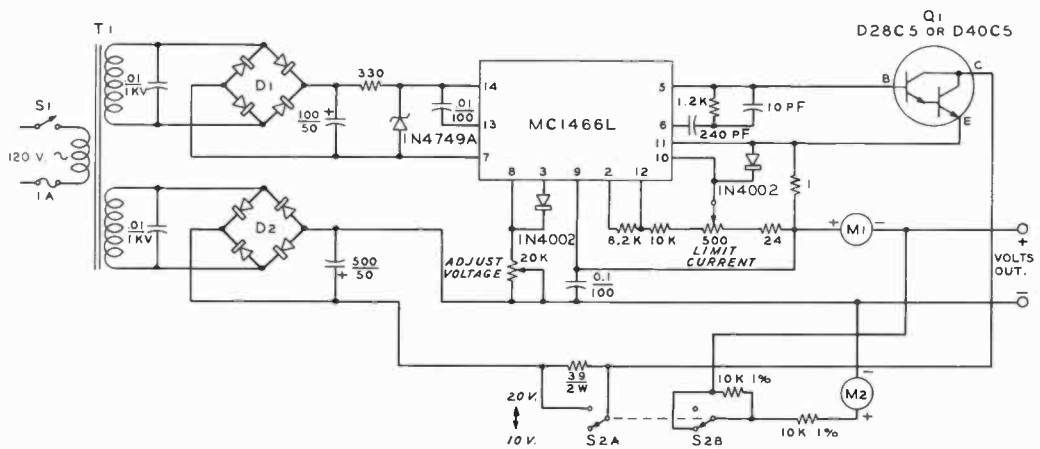 T1
S1
120 V. ~
1 A
.01
1KV
D1
100
50
+
330
1N4749A
.01
100
14
13
7
MC1466L
5
6
11
10
8
3
9
2
12
1.2K
10 PF
240 PF
Q1
D28C5 OR D40C5
B
C
E
1N4002
1
1N4002
8.2K
10K
500
24
LIMIT
CURRENT
+
M1
-
+
VOLTS
OUT.
-
.01
1KV
D2
500
+ 50
ADJUST
VOLTAGE
20K
0.1
100
39
2W
20V.
10V.
S2A
S2B
10K 1%
10K 1%
-
M2
+